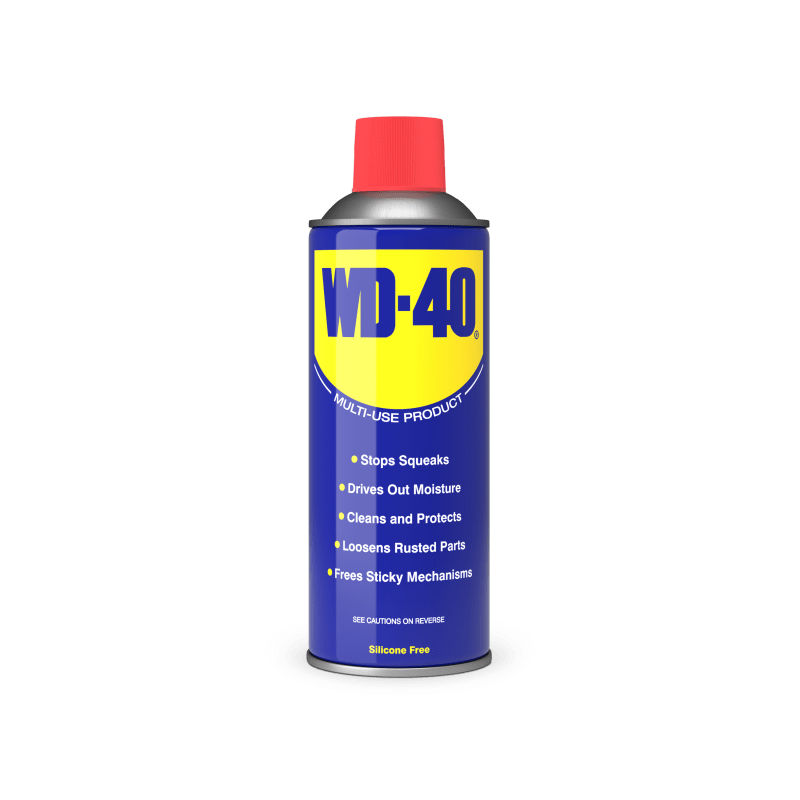 WD-40®
MULTI-USE PRODUCT
• Stops Squeaks
• Drives Out Moisture
• Cleans and Protects
• Loosens Rusted Parts
• Frees Sticky Mechanisms
SEE CAUTIONS ON REVERSE
Silicone Free